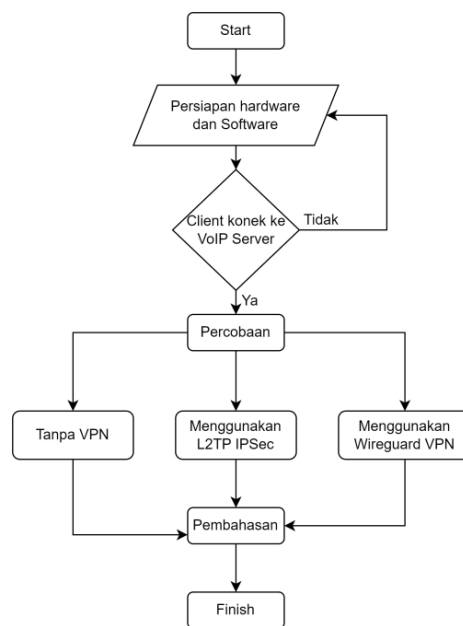 Start
Persiapan hardware
dan Software
Client konek ke
VoIP Server
Tidak
Ya
Percobaan
Tanpa VPN
Menggunakan
L2TP IPSec
Menggunakan
Wireguard VPN
Pembahasan
Finish